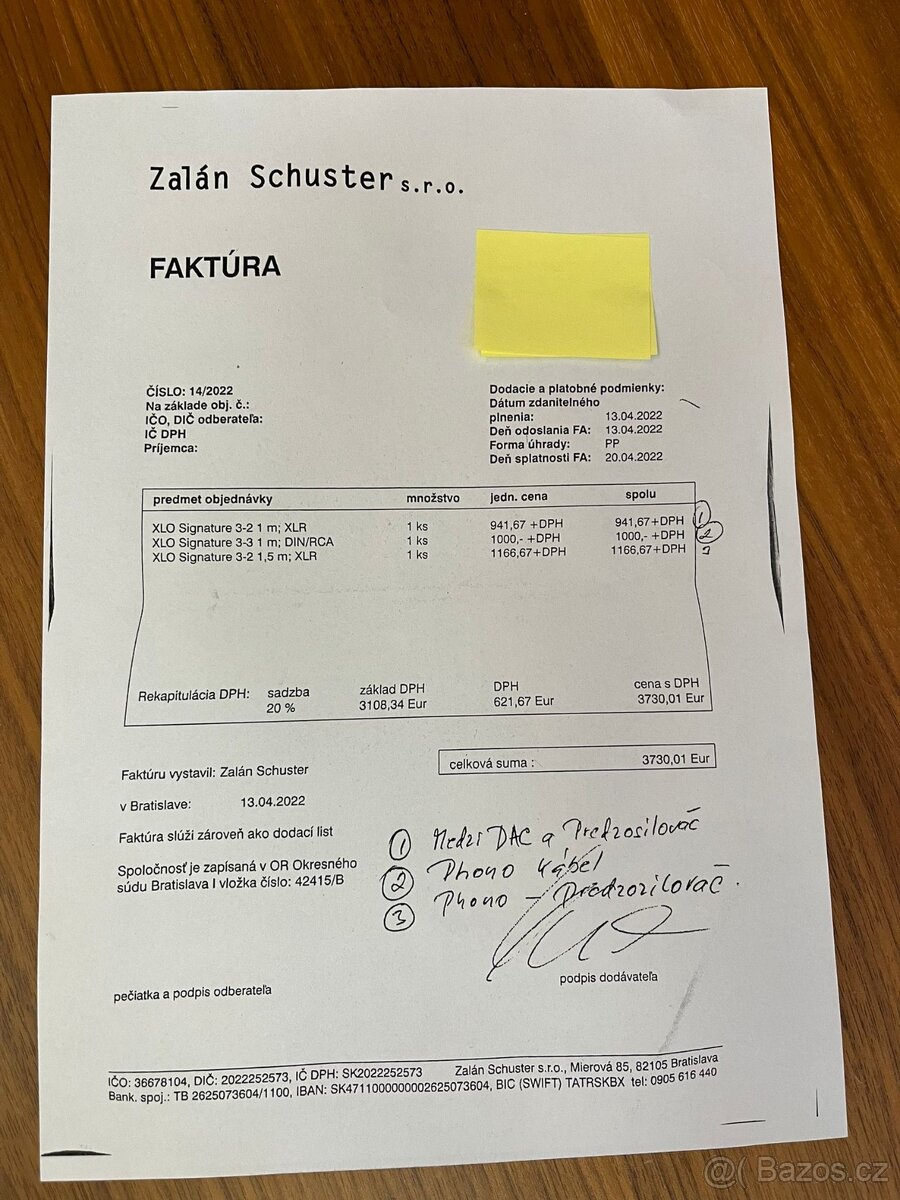 Zalán Schuster s.r.o.
FAKTÚRA
ČÍSLO: 14/2022
Na základe obj. č.:
IČO, DIČ odberateľa:
IČ DPH
Príjemca:
Dodacie a platobné podmienky:
Dátum zdaniteľného
plnenia: 13.04.2022
Deň odoslania FA: 13.04.2022
Forma úhrady: PP
Deň splatnosti FA: 20.04.2022
predmet objednávky množstvo jedn. cena spolu
XLO Signature 3-2 1 m; XLR 1 ks 941,67 +DPH 941,67+DPH 1
XLO Signature 3-3 1 m; DIN/RCA 1 ks 1000,- +DPH 1000,- +DPH 2
XLO Signature 3-2 1,5 m; XLR 1 ks 1166,67+DPH 1166,67+DPH 3
Rekapitulácia DPH: sadzba základ DPH DPH cena s DPH
20 % 3108,34 Eur 621,67 Eur 3730,01 Eur
celková suma : 3730,01 Eur
Faktúru vystavil: Zalán Schuster
v Bratislave: 13.04.2022
Faktúra slúži zároveň ako dodací list
Spoločnosť je zapísaná v OR Okresného
súdu Bratislava I vložka číslo: 42415/B
1 Medzi DAC a Predzosilovač
2 Phono kábel
3 Phono – Predzozilovač.
podpis dodávateľa
pečiatka a podpis odberateľa
IČO: 36678104, DIČ: 2022252573, IČ DPH: SK2022252573 Zalán Schuster s.r.o., Mierová 85, 82105 Bratislava
Bank. spoj.: TB 2625073604/1100, IBAN: SK4711000000002625073604, BIC (SWIFT) TATRSKBX tel: 0905 616 440
@( Bazos.cz